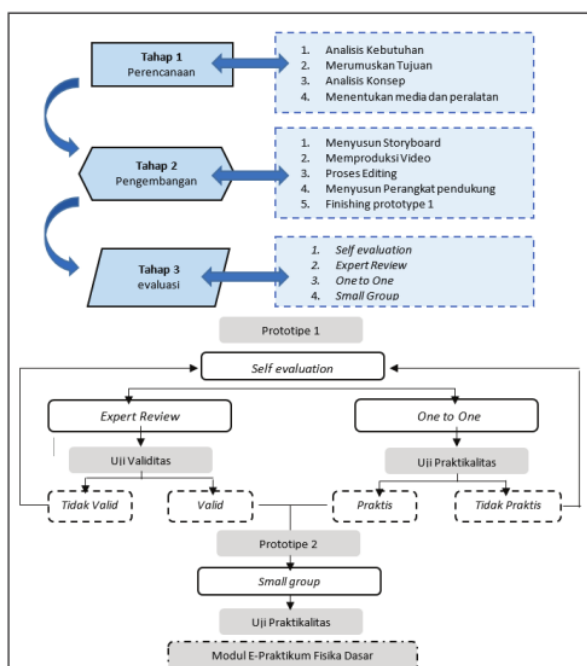 Tahap 1
Perencanaan
1. Analisis Kebutuhan
2. Merumuskan Tujuan
3. Analisis Konsep
4. Menentukan media dan peralatan
Tahap 2
Pengembangan
1. Menyusun Storyboard
2. Memproduksi Video
3. Proses Editing
4. Menyusun Perangkat pendukung
5. Finishing prototype 1
Tahap 3
evaluasi
1. Self evaluation
2. Expert Review
3. One to One
4. Small Group
Prototipe 1
Self evaluation
Expert Review
One to One
Uji Validitas
Uji Praktikalitas
Tidak Valid
Valid
Praktis
Tidak Praktis
Prototipe 2
Small group
Uji Praktikalitas
Modul E-Praktikum Fisika Dasar